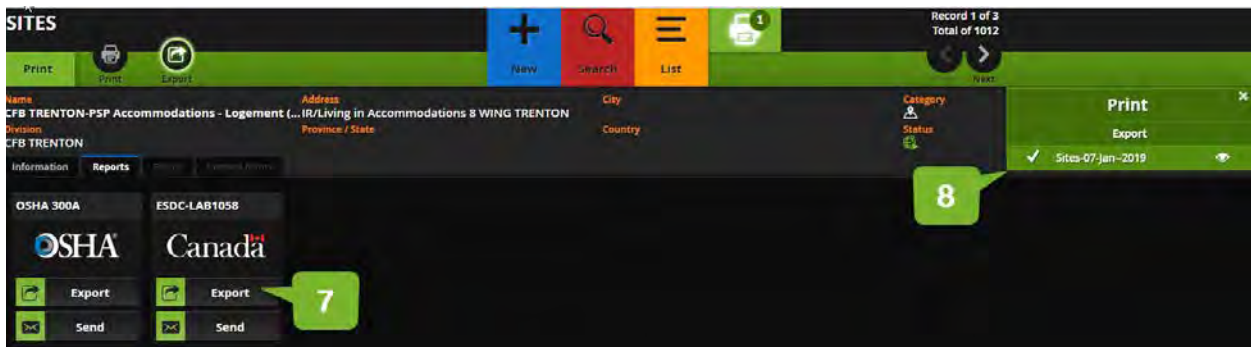 SITES
1
Record 1 of 3
Total of 1012
Print
Print
Export
New
Search
List
Next
Name
CFB TRENTON-PSP Accommodations - Logement (...
Address
IR/Living in Accommodations 8 WING TRENTON
City
Category
Division
CFB TRENTON
Province / State
Country
Status
Print
Export
Sites-07-Jan--2019
8
Information
Reports
OSHA 300A
ESDC-LAB1058
OSHA
Canada
Export
Export
7
Send
Send